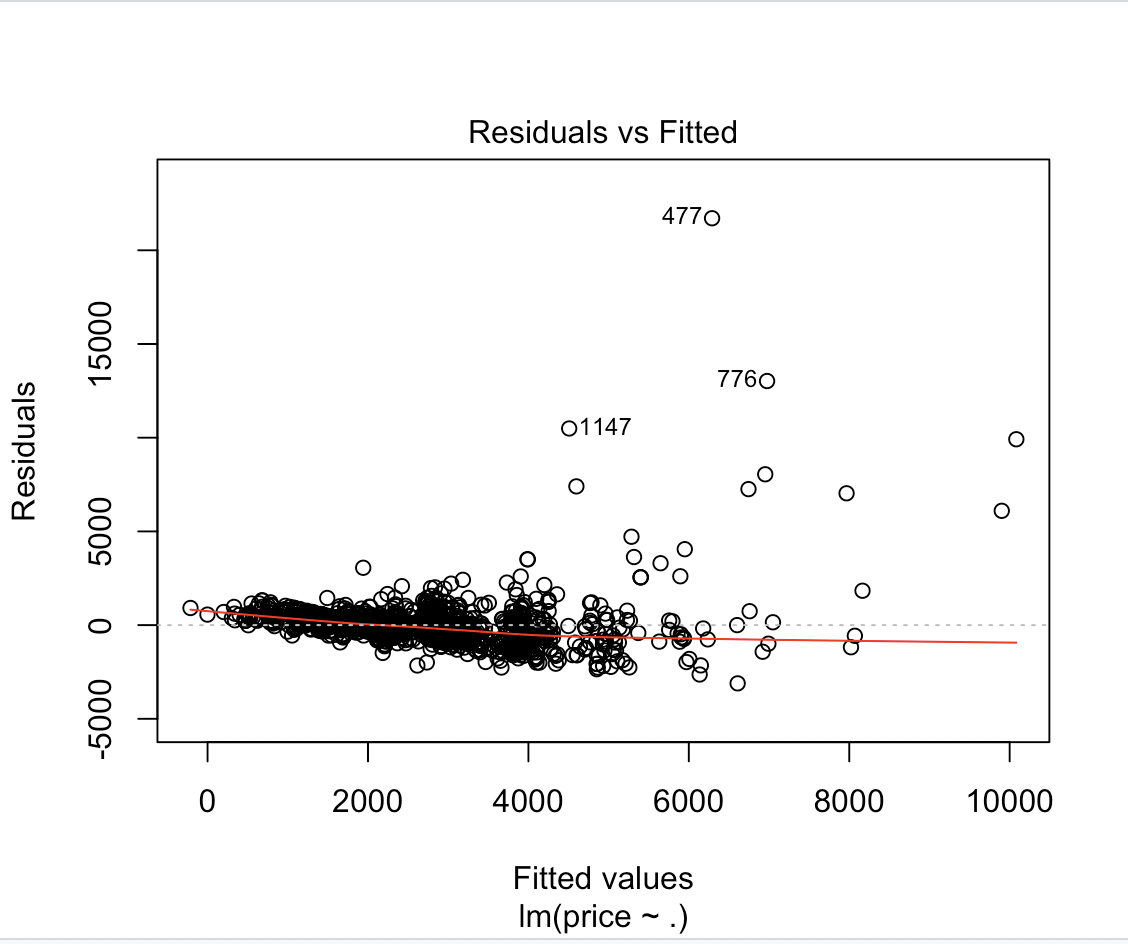 Residuals vs Fitted
477
776
1147
Residuals
15000
5000
0
-5000
0 2000 4000 6000 8000 10000
Fitted values
lm(price ~ .)